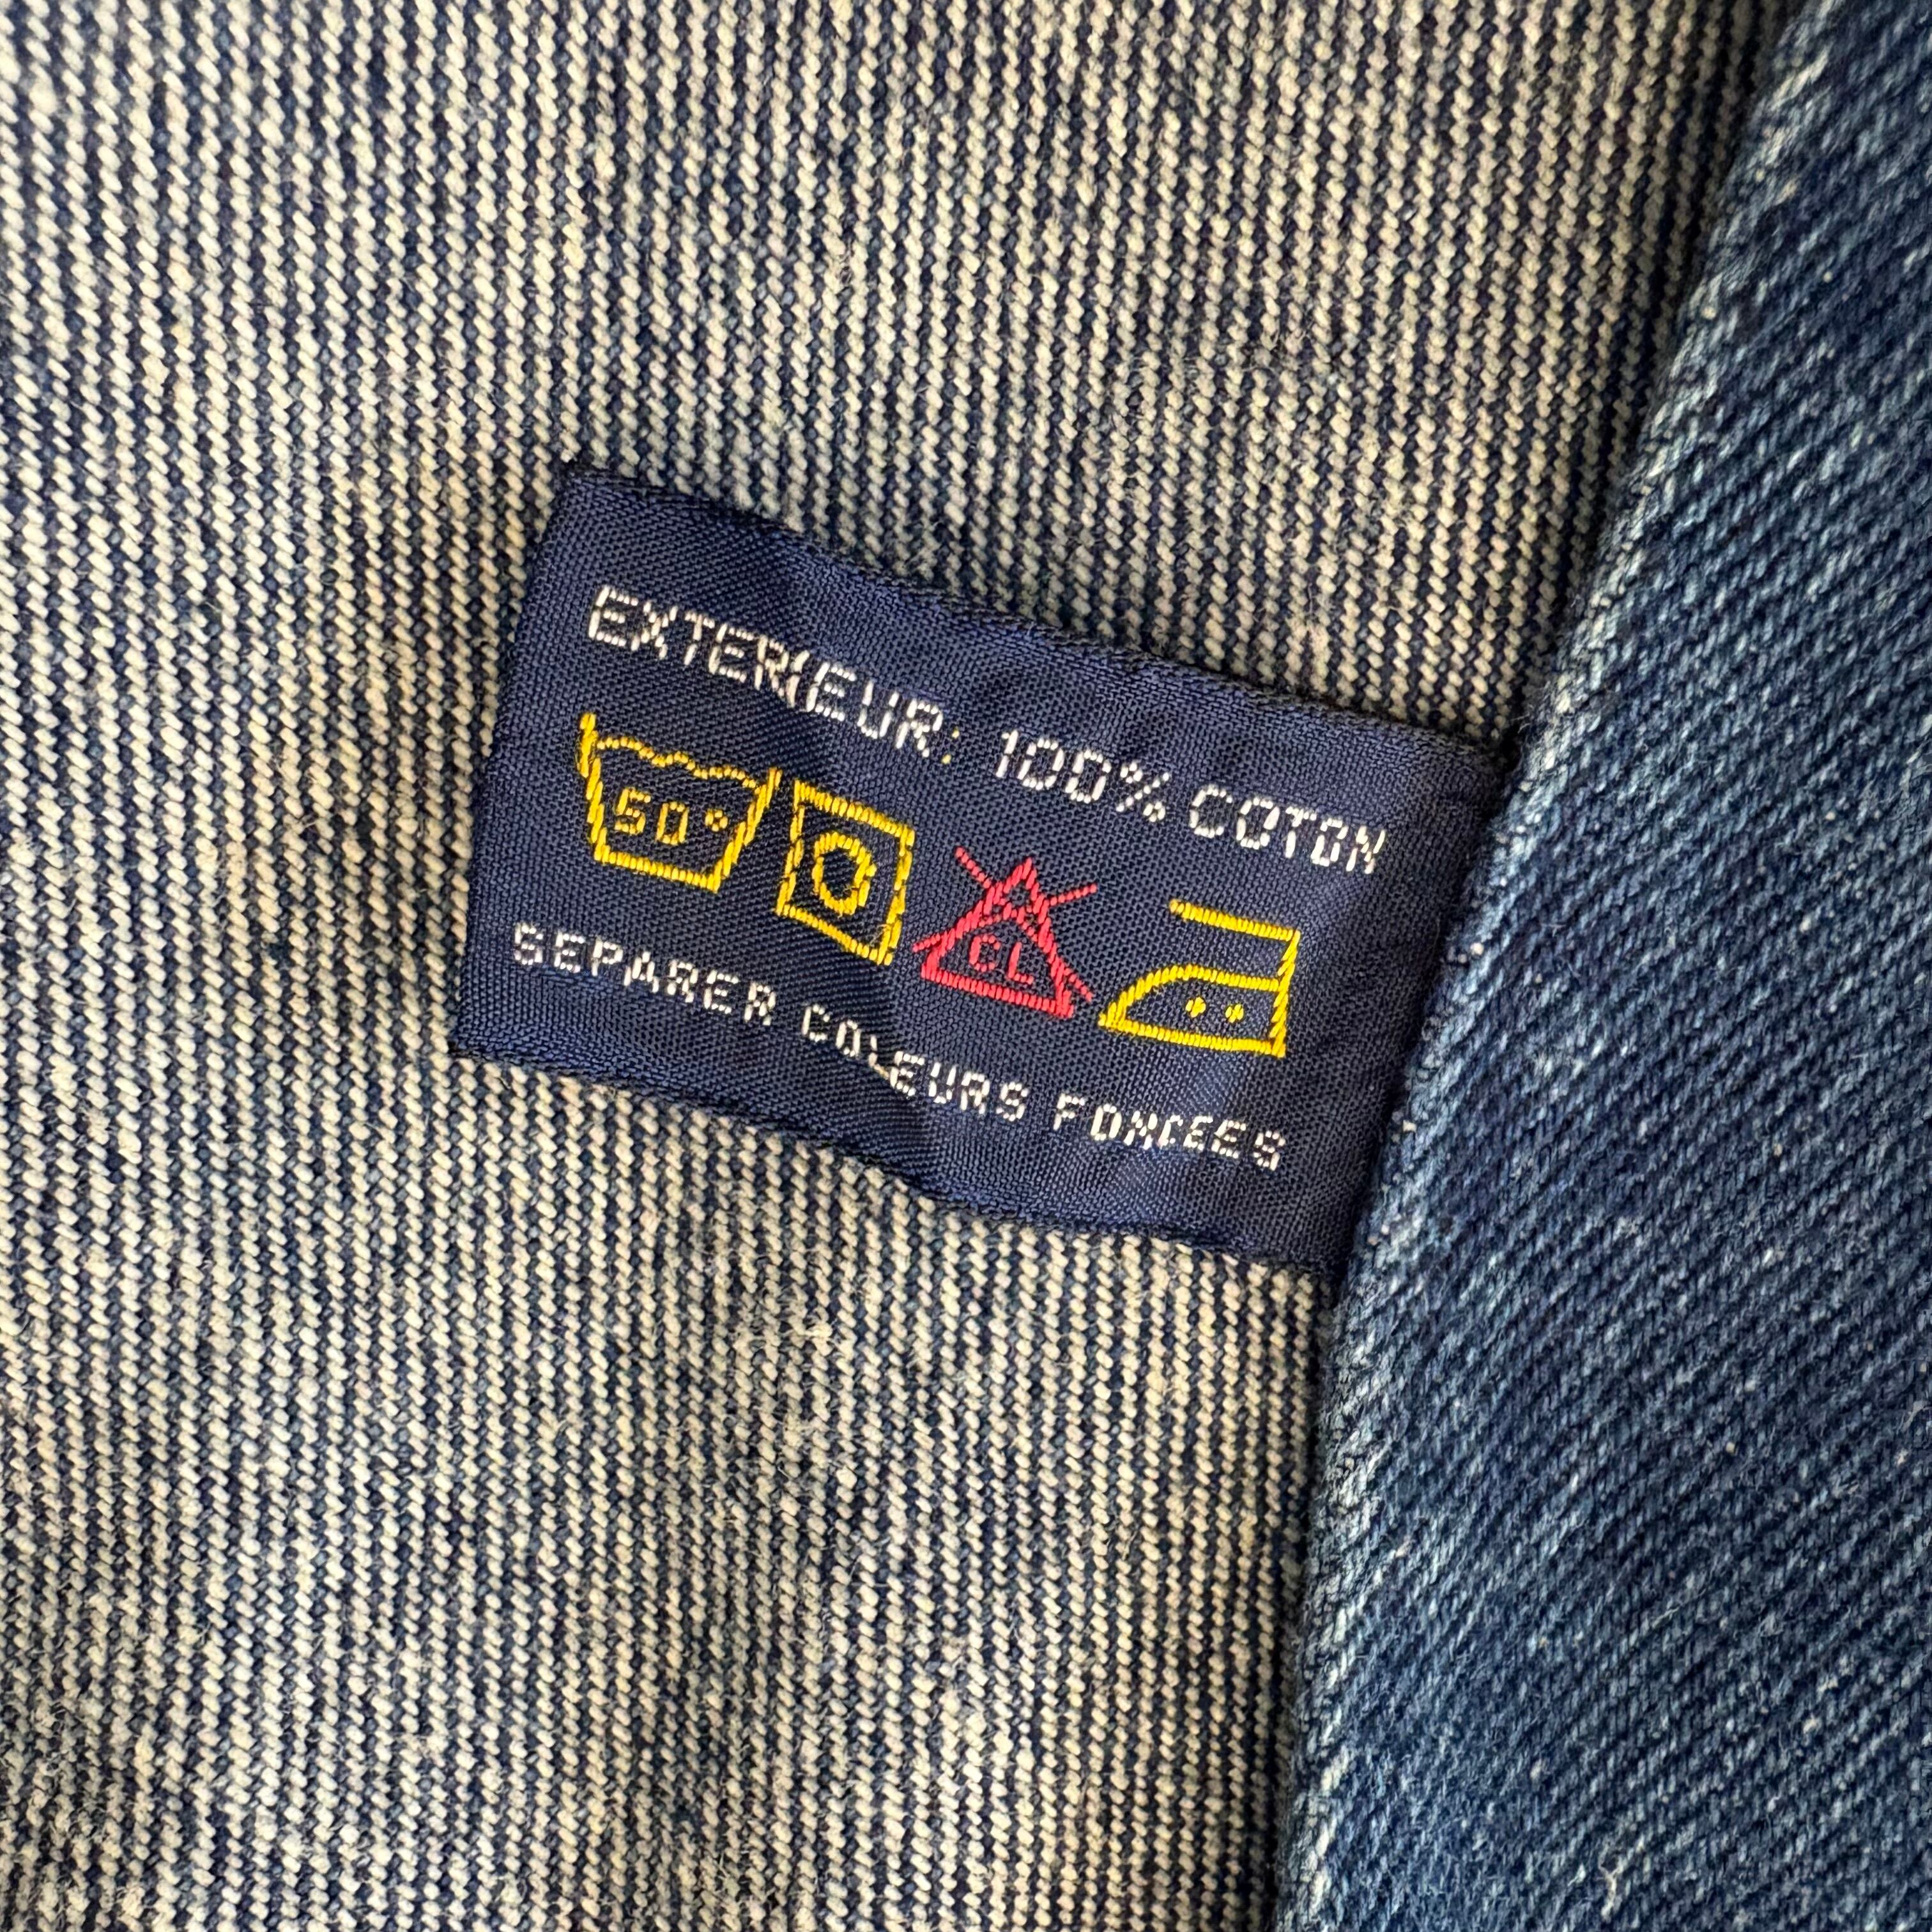 EXTERIEUR: 100% COTON
50° CL
SEPARER COLEURS FONCEES